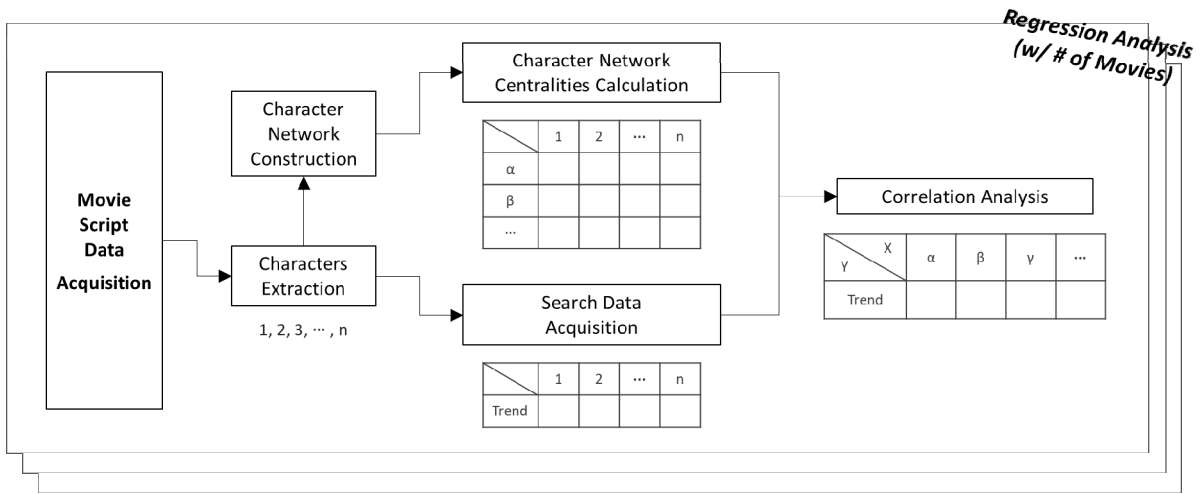 Regression Analysis
(w/ # of Movies)
Movie
Script
Data
Acquisition
Character
Network
Construction
Characters
Extraction
1, 2, 3, ⋯ , n
Character Network
Centralities Calculation
1 2 ⋯ n
α
β
⋯
Search Data
Acquisition
1 2 ⋯ n
Trend
Correlation Analysis
X
Y
α β γ ⋯
Trend